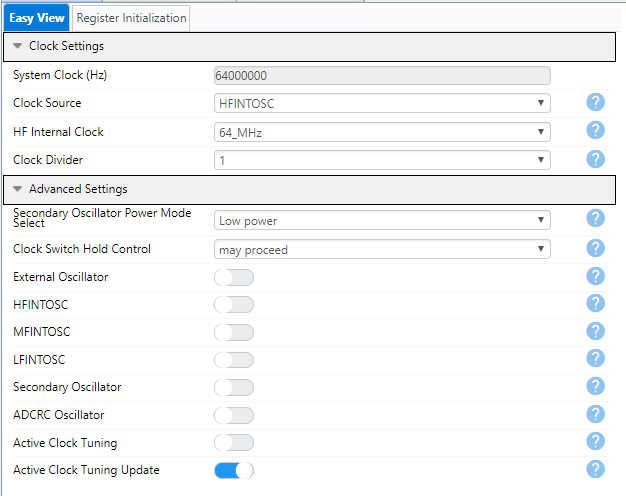 Easy View
Register Initialization
Clock Settings
System Clock (Hz)
64000000
Clock Source
HFINTOSC
?
HF Internal Clock
64_MHz
?
Clock Divider
1
?
Advanced Settings
Secondary Oscillator Power Mode
Select
Low power
?
Clock Switch Hold Control
may proceed
?
External Oscillator
?
HFINTOSC
?
MFINTOSC
?
LFINTOSC
?
Secondary Oscillator
?
ADCRC Oscillator
?
Active Clock Tuning
?
Active Clock Tuning Update
?